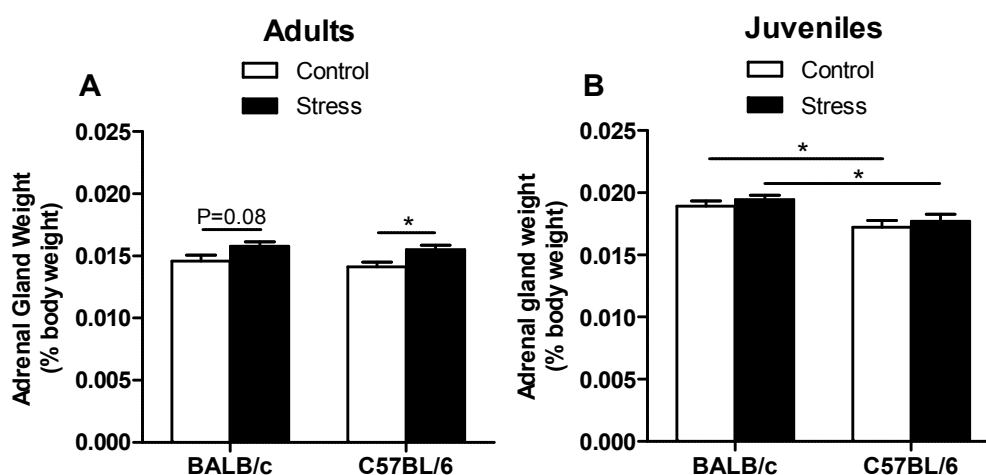 Adults
Control
Stress
A
Adrenal Gland Weight
(% body weight)
0.025
0.020
0.015
0.010
0.005
0.000
P=0.08
*
BALB/c
C57BL/6
Juveniles
Control
Stress
B
Adrenal gland weight
(% body weight)
0.025
0.020
0.015
0.010
0.005
0.000
*
*
BALB/c
C57BL/6